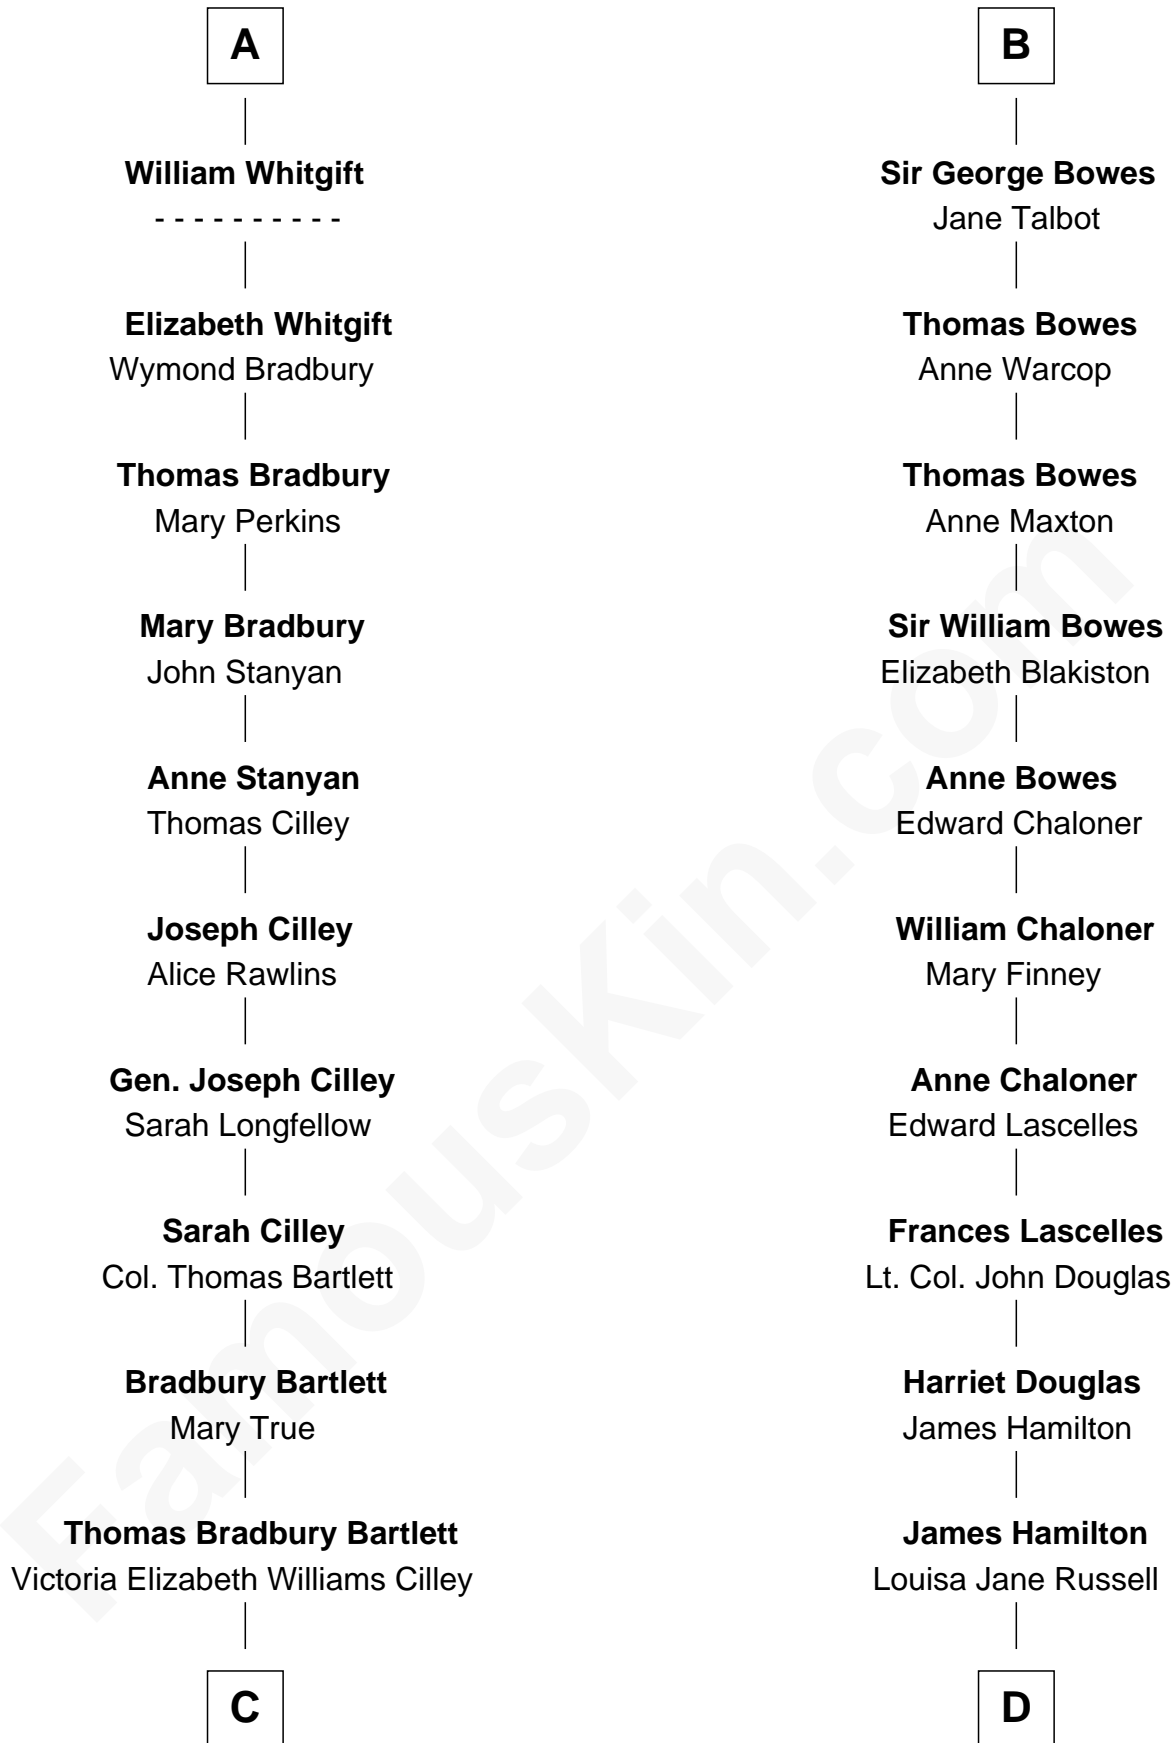 A
William Whitgift
- - - - - - - - - -
Elizabeth Whitgift
Wymond Bradbury
Thomas Bradbury
Mary Perkins
Mary Bradbury
John Stanyan
Anne Stanyan
Thomas Cilley
Joseph Cilley
Alice Rawlins
Gen. Joseph Cilley
Sarah Longfellow
Sarah Cilley
Col. Thomas Bartlett
Bradbury Bartlett
Mary True
Thomas Bradbury Bartlett
Victoria Elizabeth Williams Cilley
C
B
Sir George Bowes
Jane Talbot
Thomas Bowes
Anne Warcop
Thomas Bowes
Anne Maxton
Sir William Bowes
Elizabeth Blakiston
Anne Bowes
Edward Chaloner
William Chaloner
Mary Finney
Anne Chaloner
Edward Lascelles
Frances Lascelles
Lt. Col. John Douglas
Harriet Douglas
James Hamilton
James Hamilton
Louisa Jane Russell
D
FamousKin.com